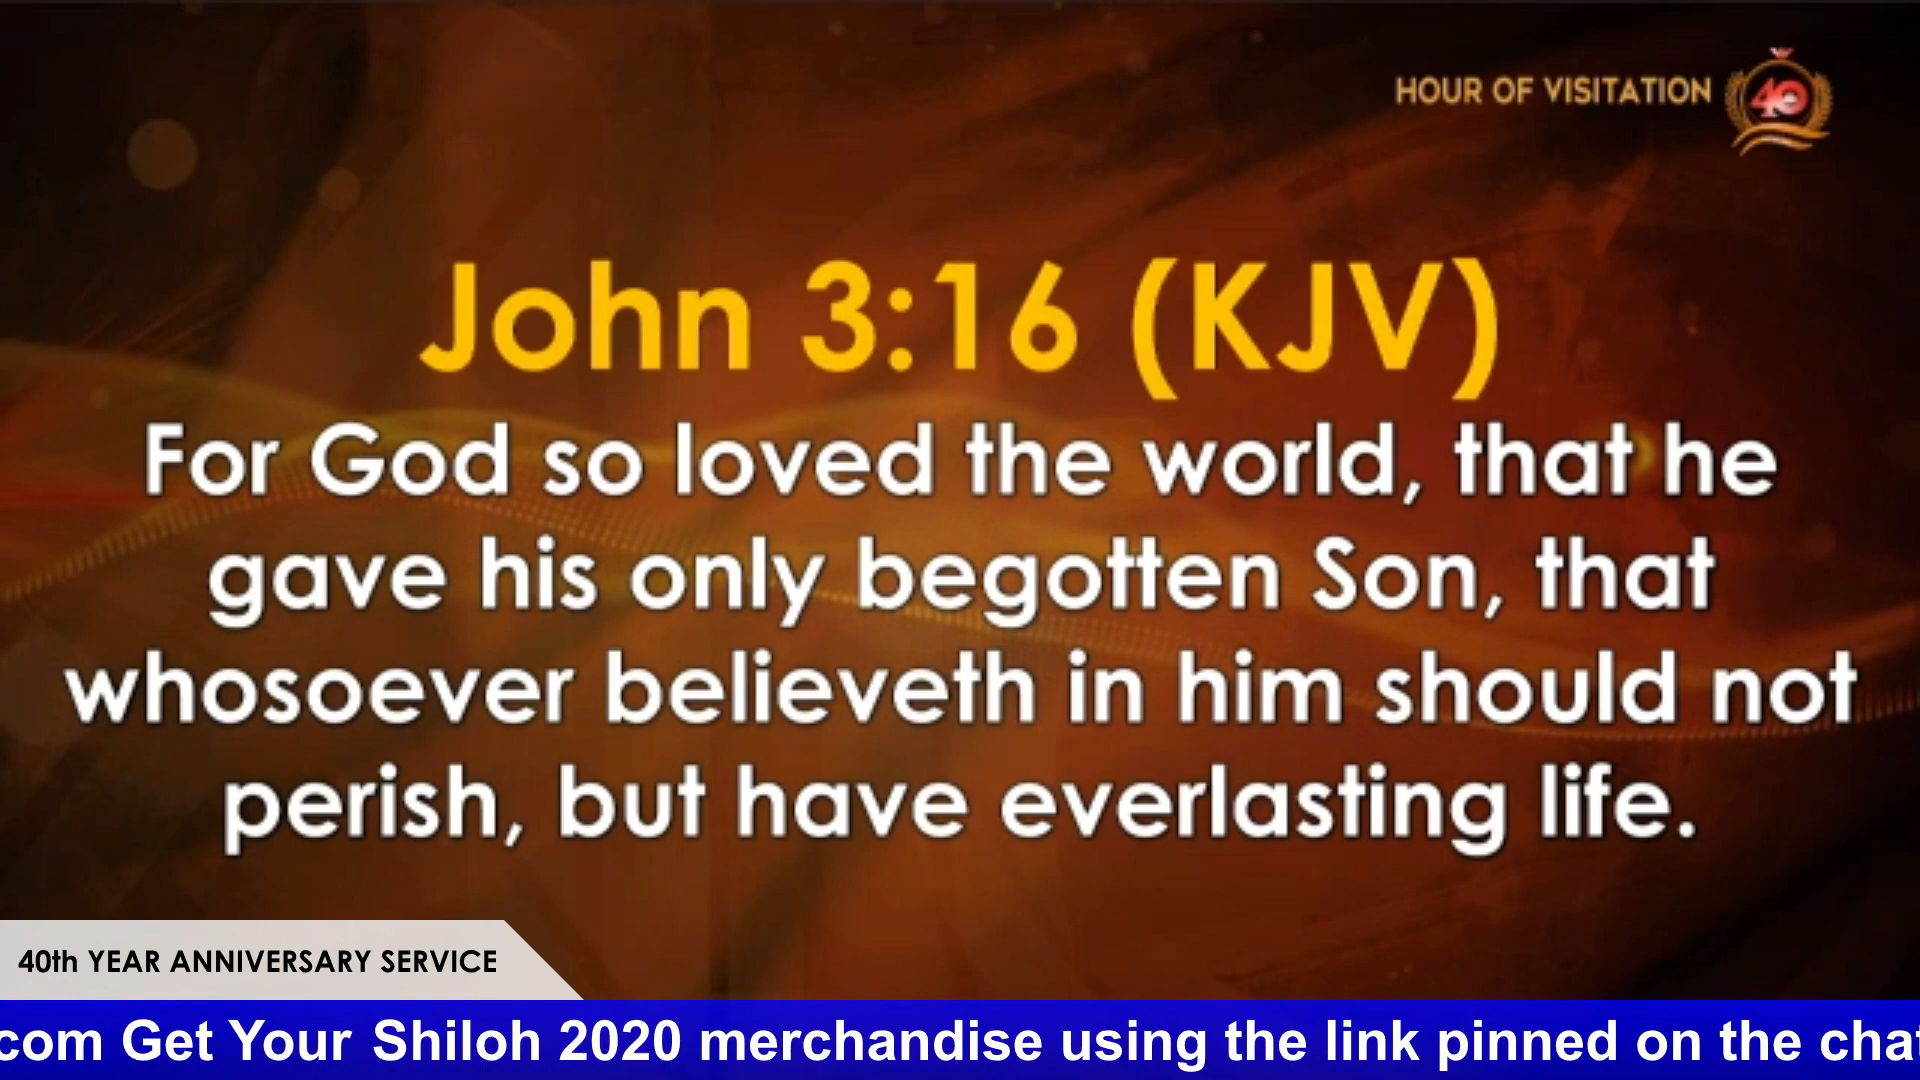 HOUR OF VISITATION
40
John 3:16 (KJV)
For God so loved the world, that he
gave his only begotten Son, that
whosoever believeth in him should not
perish, but have everlasting life.
40th YEAR ANNIVERSARY SERVICE
com Get Your Shiloh 2020 merchandise using the link pinned on the chat